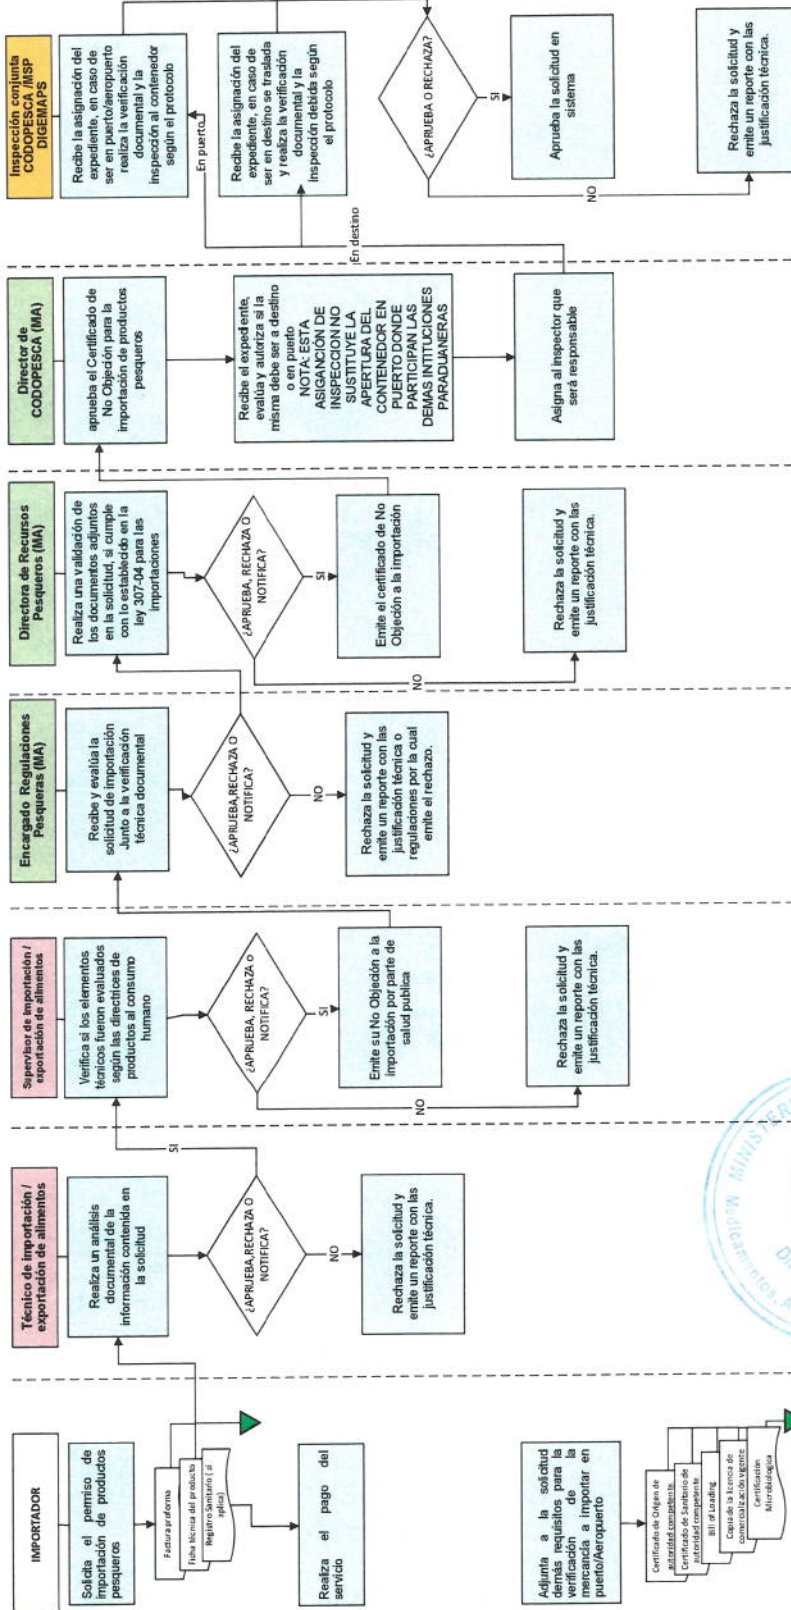 IMPORTADOR
Solicita el permiso de
importación de productos
pesqueros
Factura proforma
Ficha técnica del producto
Registro Sanitario ( si
aplica)
Realiza el pago del
servicio
Adjunta a la solicitud
demás requisitos para la
verificación de la
mercancía a importar en
puerto/Aeropuerto
Certificado de Origen de
autoridad competente
Certificado de Sanitario de
autoridad competente
Bill of Loading
Copia de la licencia de
comercialización vigente
Certificación
Microbiologica
Técnico de importación /
exportación de alimentos
Realiza un análisis
documental de la
información contenida en
la solicitud
¿APRUEBA,RECHAZA O
NOTIFICA?
SI
NO
Rechaza la solicitud y
emite un reporte con las
justificación técnica.
Supervisor de importación /
exportación de alimentos
Verifica si los elementos
técnicos fueron evaluados
según las directrices de
productos al consumo
humano
¿APRUEBA, RECHAZA O
NOTIFICA?
SI
Emite su No Objeción a la
importación por parte de
salud publica
NO
Rechaza la solicitud y
emite un reporte con las
justificación técnica.
Encargado Regulaciones
Pesqueras (MA)
Recibe y evalúa la
solicitud de importación
Junto a la verificación
técnica documental
¿APRUEBA,RECHAZA O
NOTIFICA?
NO
Rechaza la solicitud y
emite un reporte con las
justificación técnica o
regulaciones por la cual
emite el rechazo.
Directora de Recursos
Pesqueros (MA)
Realiza una validación de
los documentos adjuntos
en la solicitud, si cumple
con lo establecido en la
ley 307-04 para las
importaciones
¿APRUEBA, RECHAZA O
NOTIFICA?
SI
Emite el certificado de No
Objeción a la importación
NO
Rechaza la solicitud y
emite un reporte con las
justificación técnica.
Director de
CODOPESCA (MA)
aprueba el Certificado de
No Objeción para la
importación de productos
pesqueros
Recibe el expediente,
evalúa y autoriza si la
misma debe ser a destino
o en puerto
NOTA: ESTA
ASIGANCIÓN DE
INSPECCION NO
SUSTITUYE LA
APERTURA DEL
CONTENEDOR EN
PUERTO DONDE
PARTICIPAN LAS
DEMAS INTITUCIONES
PARADUANERAS
Asigna al inspector que
será responsable
En destino
En puerto
Inspección conjunta
CODOPESCA /MSP
DIGEMAPS
Recibe la asignación del
expediente, en caso de
ser en puerto/aeropuerto
realiza la verificación
documental y la
inspección al contenedor
según el protocolo
Recibe la asignación del
expediente, en caso de
ser en destino se traslada
y realiza la verificación
documental y la
inspección debida según
el protocolo
¿APRUEBA O RECHAZA?
SI
Aprueba la solicitud en
sistema
NO
Rechaza la solicitud y
emite un reporte con las
justificación técnica.